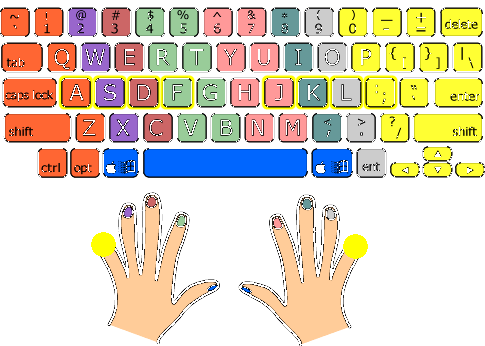 ~ ! 1 @ 2 # 3 $ 4 % 5 ^ 6 & 7 * 8 ( 9 ) 0 _ - + = delete
tab Q W E R T Y U I O P { [ } ] | \
caps lock A S D F G H J K L : ; " ' enter
shift Z X C V B N M < , > . ? / shift
ctrl opt